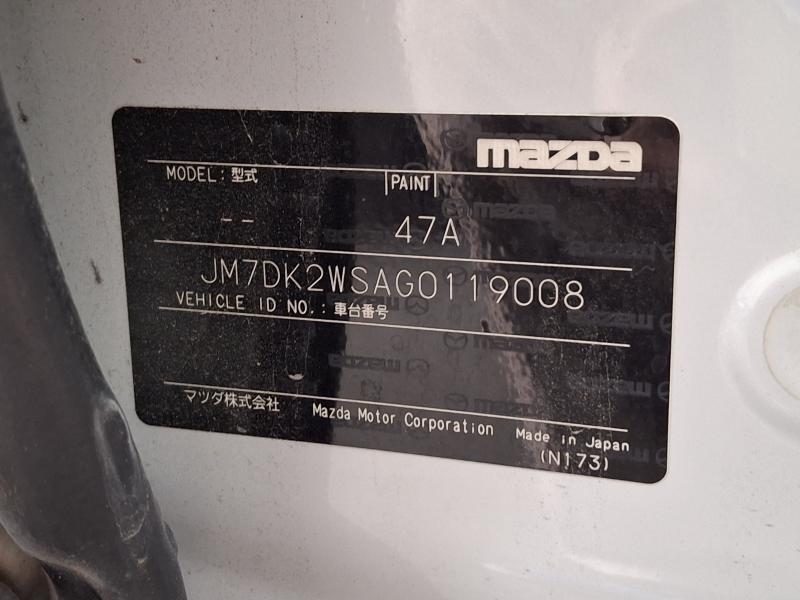 mazda
MODEL:型式 PAINT
-- 47A
JM7DK2WSAG0119008
VEHICLE ID NO.:車台番号
マツダ株式会社 Mazda Motor Corporation Made in Japan
(N173)